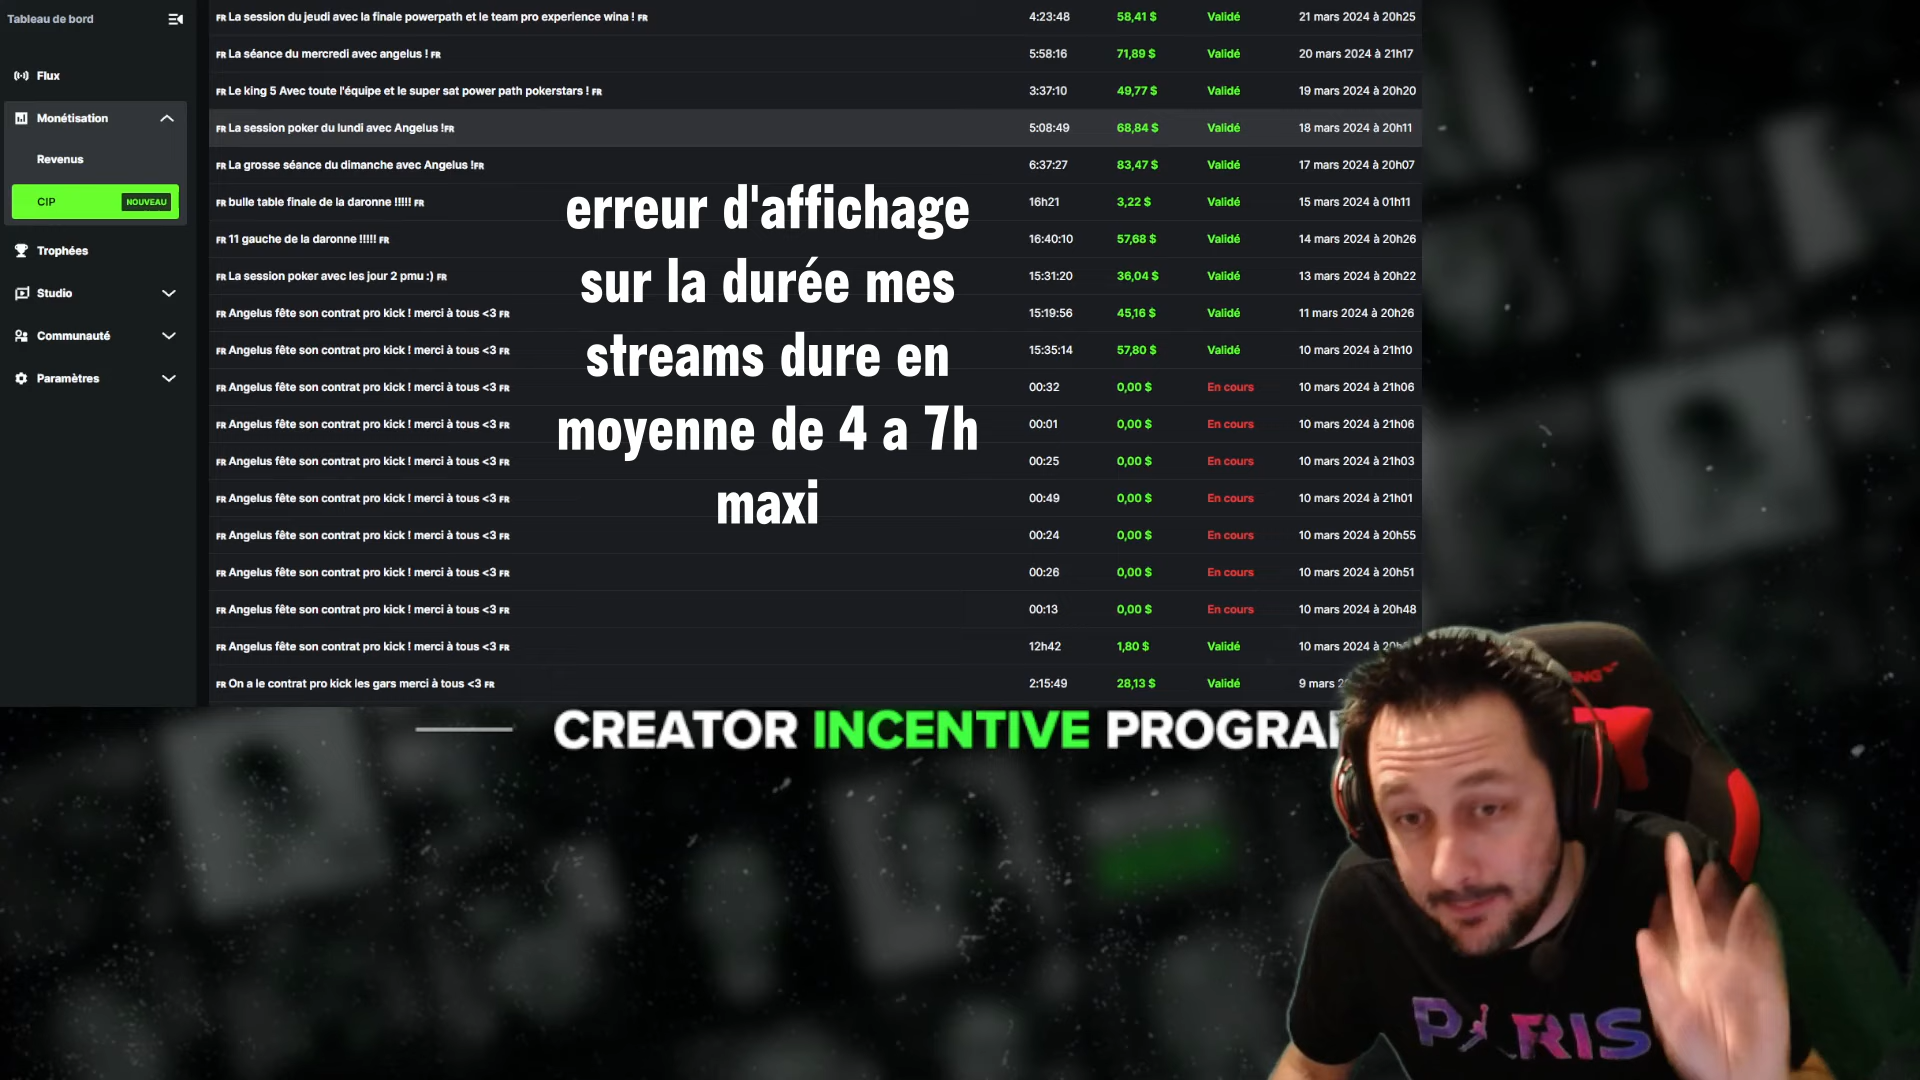 Tableau de bord
Flux
Monétisation
Revenus
CIP NOUVEAU
Trophées
Studio
Communauté
Paramètres
FR La session du jeudi avec la finale powerpath et le team pro experience wina ! FR 4:23:48 58,41 $ Validé 21 mars 2024 à 20h25
FR La séance du mercredi avec angelus ! FR 5:58:16 71,89 $ Validé 20 mars 2024 à 21h17
FR Le king 5 Avec toute l'équipe et le super sat power path pokerstars ! FR 3:37:10 49,77 $ Validé 19 mars 2024 à 20h20
FR La session poker du lundi avec Angelus !FR 5:08:49 68,84 $ Validé 18 mars 2024 à 20h11
FR La grosse séance du dimanche avec Angelus !FR 6:37:27 83,47 $ Validé 17 mars 2024 à 20h07
FR bulle table finale de la daronne !!!!! FR 16h21 3,22 $ Validé 15 mars 2024 à 01h11
FR 11 gauche de la daronne !!!!! FR 16:40:10 57,68 $ Validé 14 mars 2024 à 20h26
FR La session poker avec les jour 2 pmu :) FR 15:31:20 36,04 $ Validé 13 mars 2024 à 20h22
FR Angelus fête son contrat pro kick ! merci à tous <3 FR 15:19:56 45,16 $ Validé 11 mars 2024 à 20h26
FR Angelus fête son contrat pro kick ! merci à tous <3 FR 15:35:14 57,80 $ Validé 10 mars 2024 à 21h10
FR Angelus fête son contrat pro kick ! merci à tous <3 FR 00:32 0,00 $ En cours 10 mars 2024 à 21h06
FR Angelus fête son contrat pro kick ! merci à tous <3 FR 00:01 0,00 $ En cours 10 mars 2024 à 21h06
FR Angelus fête son contrat pro kick ! merci à tous <3 FR 00:25 0,00 $ En cours 10 mars 2024 à 21h03
FR Angelus fête son contrat pro kick ! merci à tous <3 FR 00:49 0,00 $ En cours 10 mars 2024 à 21h01
FR Angelus fête son contrat pro kick ! merci à tous <3 FR 00:24 0,00 $ En cours 10 mars 2024 à 20h55
FR Angelus fête son contrat pro kick ! merci à tous <3 FR 00:26 0,00 $ En cours 10 mars 2024 à 20h51
FR Angelus fête son contrat pro kick ! merci à tous <3 FR 00:13 0,00 $ En cours 10 mars 2024 à 20h48
FR Angelus fête son contrat pro kick ! merci à tous <3 FR 12h42 1,80 $ Validé 10 mars 2024 à
FR On a le contrat pro kick les gars merci à tous <3 FR 2:15:49 28,13 $ Validé 9 mars
erreur d'affichage
sur la durée mes
streams dure en
moyenne de 4 a 7h
maxi
CREATOR INCENTIVE PROGRA
PARIS